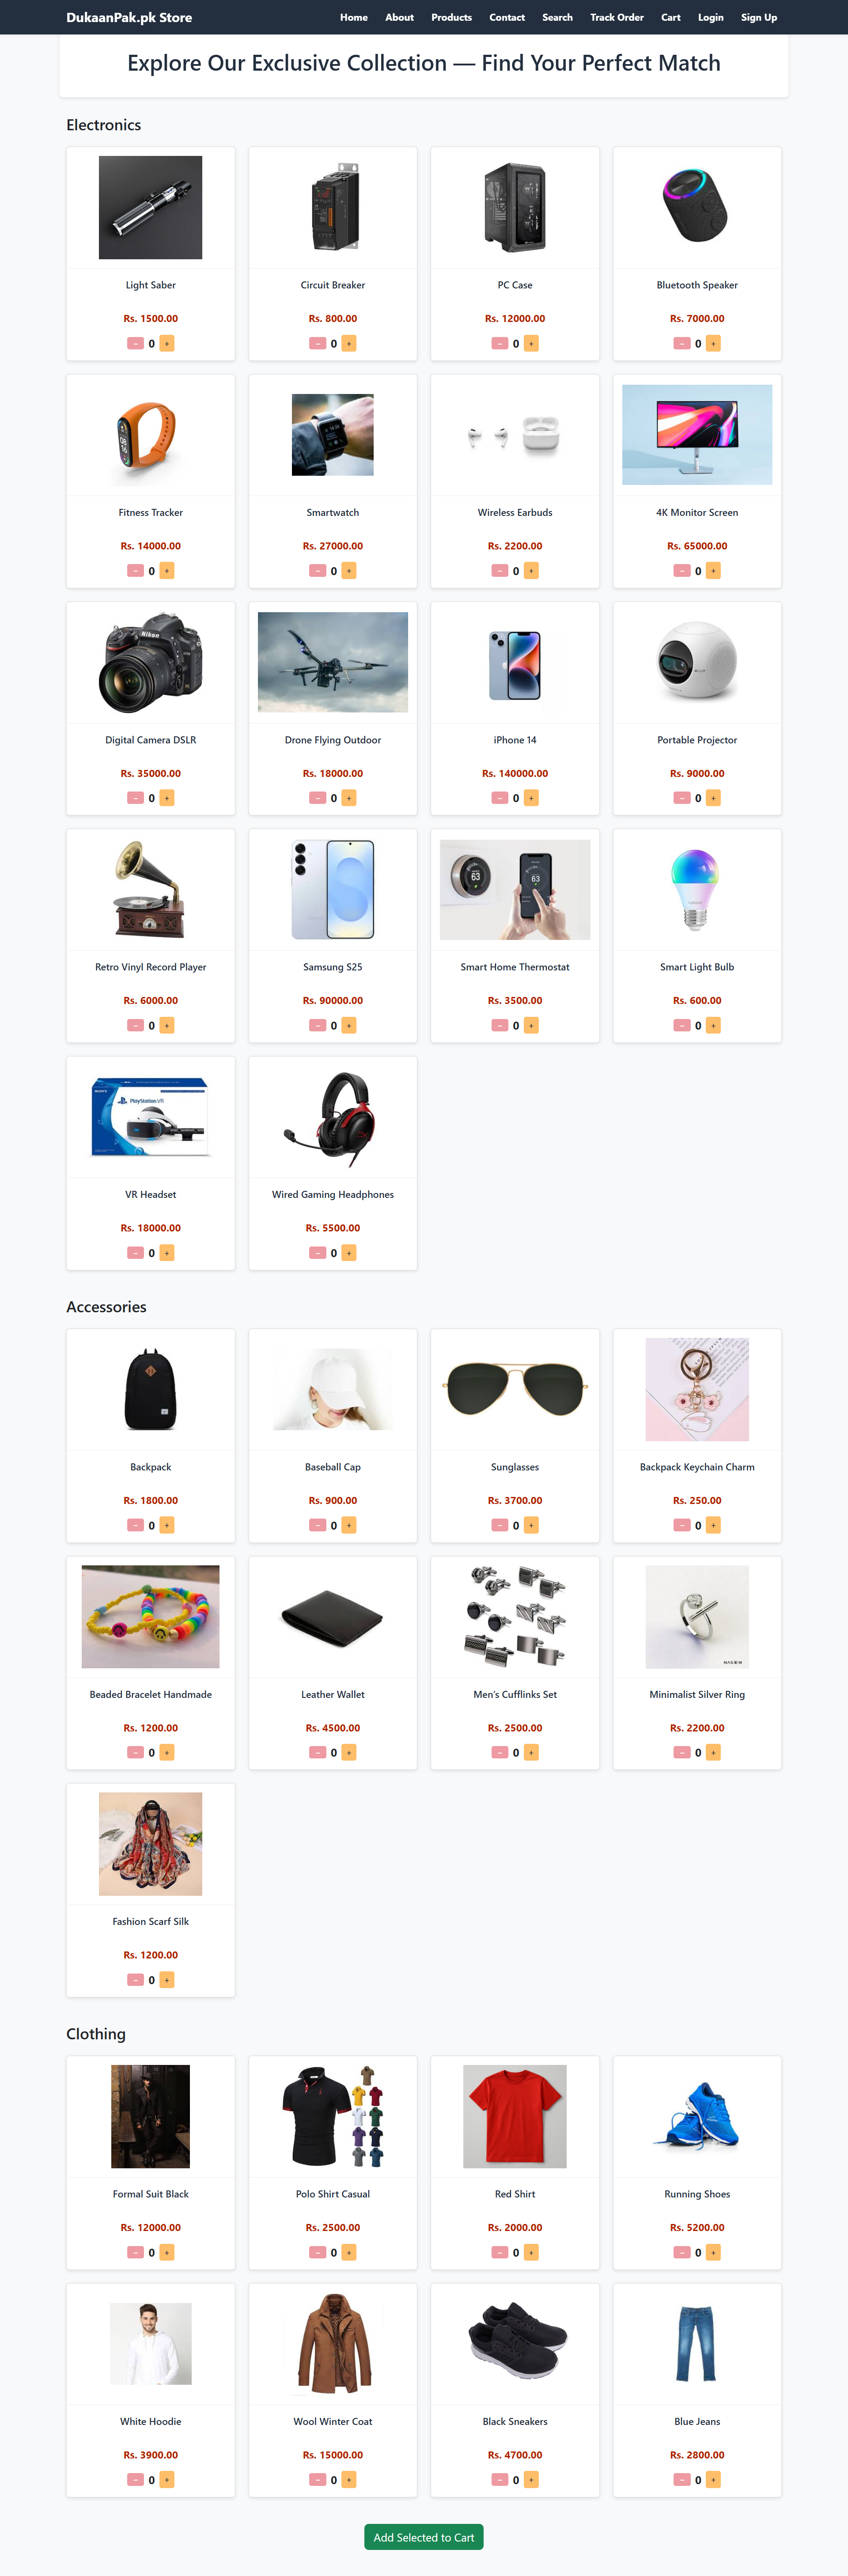 DukaanPak.pk Store
Home About Products Contact Search Track Order Cart Login Sign Up
Explore Our Exclusive Collection — Find Your Perfect Match
Electronics
Light Saber Circuit Breaker PC Case Bluetooth Speaker
Rs. 1500.00 Rs. 800.00 Rs. 12000.00 Rs. 7000.00
− 0 + − 0 + − 0 + − 0 +
Fitness Tracker Smartwatch Wireless Earbuds 4K Monitor Screen
Rs. 14000.00 Rs. 27000.00 Rs. 2200.00 Rs. 65000.00
− 0 + − 0 + − 0 + − 0 +
Nikon
Digital Camera DSLR Drone Flying Outdoor iPhone 14 Portable Projector
Rs. 35000.00 Rs. 18000.00 Rs. 140000.00 Rs. 9000.00
− 0 + − 0 + − 0 + − 0 +
63 63
Retro Vinyl Record Player Samsung S25 Smart Home Thermostat Smart Light Bulb
Rs. 6000.00 Rs. 90000.00 Rs. 3500.00 Rs. 600.00
− 0 + − 0 + − 0 + − 0 +
SONY
PlayStation VR
VR Headset Wired Gaming Headphones
Rs. 18000.00 Rs. 5500.00
− 0 + − 0 +
Accessories
Backpack Baseball Cap Sunglasses Backpack Keychain Charm
Rs. 1800.00 Rs. 900.00 Rs. 3700.00 Rs. 250.00
− 0 + − 0 + − 0 + − 0 +
Beaded Bracelet Handmade Leather Wallet Men's Cufflinks Set Minimalist Silver Ring
Rs. 1200.00 Rs. 4500.00 Rs. 2500.00 Rs. 2200.00
− 0 + − 0 + − 0 + − 0 +
Fashion Scarf Silk
Rs. 1200.00
− 0 +
Clothing
Formal Suit Black Polo Shirt Casual Red Shirt Running Shoes
Rs. 12000.00 Rs. 2500.00 Rs. 2000.00 Rs. 5200.00
− 0 + − 0 + − 0 + − 0 +
White Hoodie Wool Winter Coat Black Sneakers Blue Jeans
Rs. 3900.00 Rs. 15000.00 Rs. 4700.00 Rs. 2800.00
− 0 + − 0 + − 0 + − 0 +
Add Selected to Cart